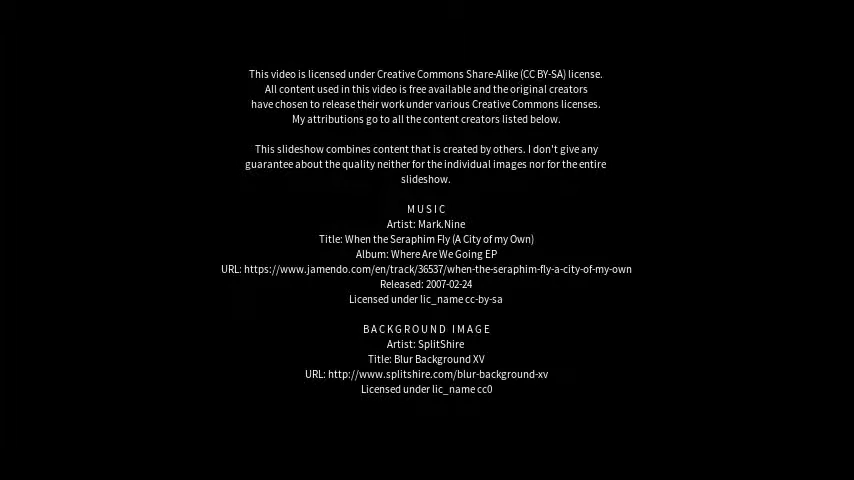 This video is licensed under Creative Commons Share-Alike (CC BY-SA) license.
All content used in this video is free available and the original creators
have chosen to release their work under various Creative Commons licenses.
My attributions go to all the content creators listed below.
This slideshow combines content that is created by others. I don't give any
guarantee about the quality neither for the individual images nor for the entire
slideshow.
MUSIC
Artist: Mark.Nine
Title: When the Seraphim Fly (A City of my Own)
Album: Where Are We Going EP
URL: https://www.jamendo.com/en/track/36537/when-the-seraphim-fly-a-city-of-my-own
Released: 2007-02-24
Licensed under lic_name cc-by-sa
BACKGROUND IMAGE
Artist: SplitShire
Title: Blur Background XV
URL: http://www.splitshire.com/blur-background-xv
Licensed under lic_name cc0